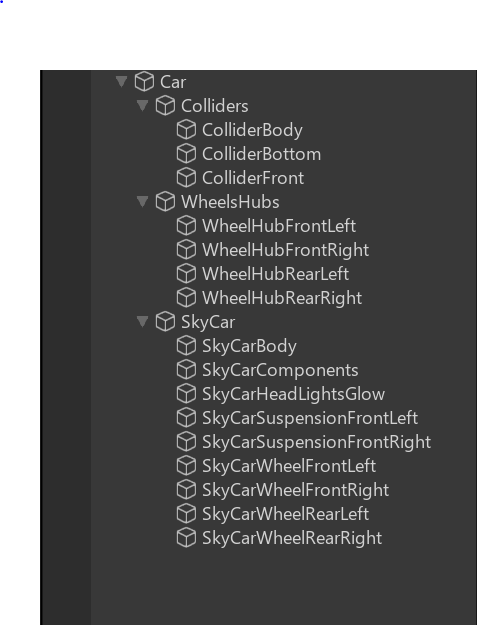 Car
Colliders
ColliderBody
ColliderBottom
ColliderFront
WheelsHubs
WheelHubFrontLeft
WheelHubFrontRight
WheelHubRearLeft
WheelHubRearRight
SkyCar
SkyCarBody
SkyCarComponents
SkyCarHeadLightsGlow
SkyCarSuspensionFrontLeft
SkyCarSuspensionFrontRight
SkyCarWheelFrontLeft
SkyCarWheelFrontRight
SkyCarWheelRearLeft
SkyCarWheelRearRight